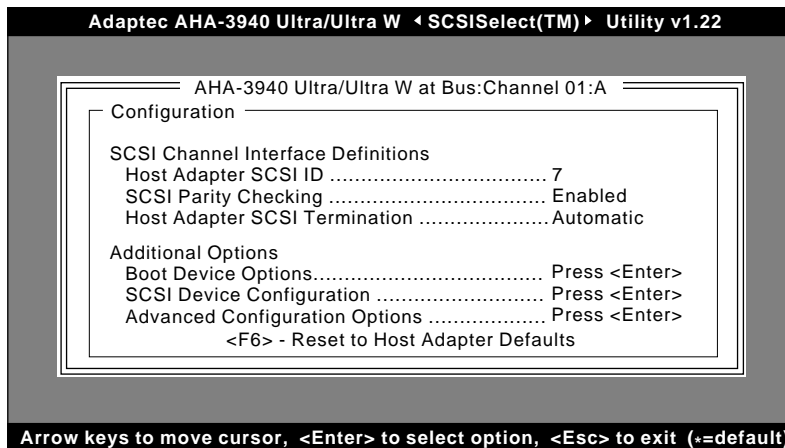 Adaptec AHA-3940 Ultra/Ultra W ◂ SCSISelect(TM) ▸ Utility v1.22
AHA-3940 Ultra/Ultra W at Bus:Channel 01:A
Configuration
SCSI Channel Interface Definitions
Host Adapter SCSI ID .................................. 7
SCSI Parity Checking .................................. Enabled
Host Adapter SCSI Termination .....................Automatic
Additional Options
Boot Device Options..................................... Press <Enter>
SCSI Device Configuration ........................... Press <Enter>
Advanced Configuration Options ................... Press <Enter>
<F6> - Reset to Host Adapter Defaults
Arrow keys to move cursor, <Enter> to select option, <Esc> to exit (*=default)